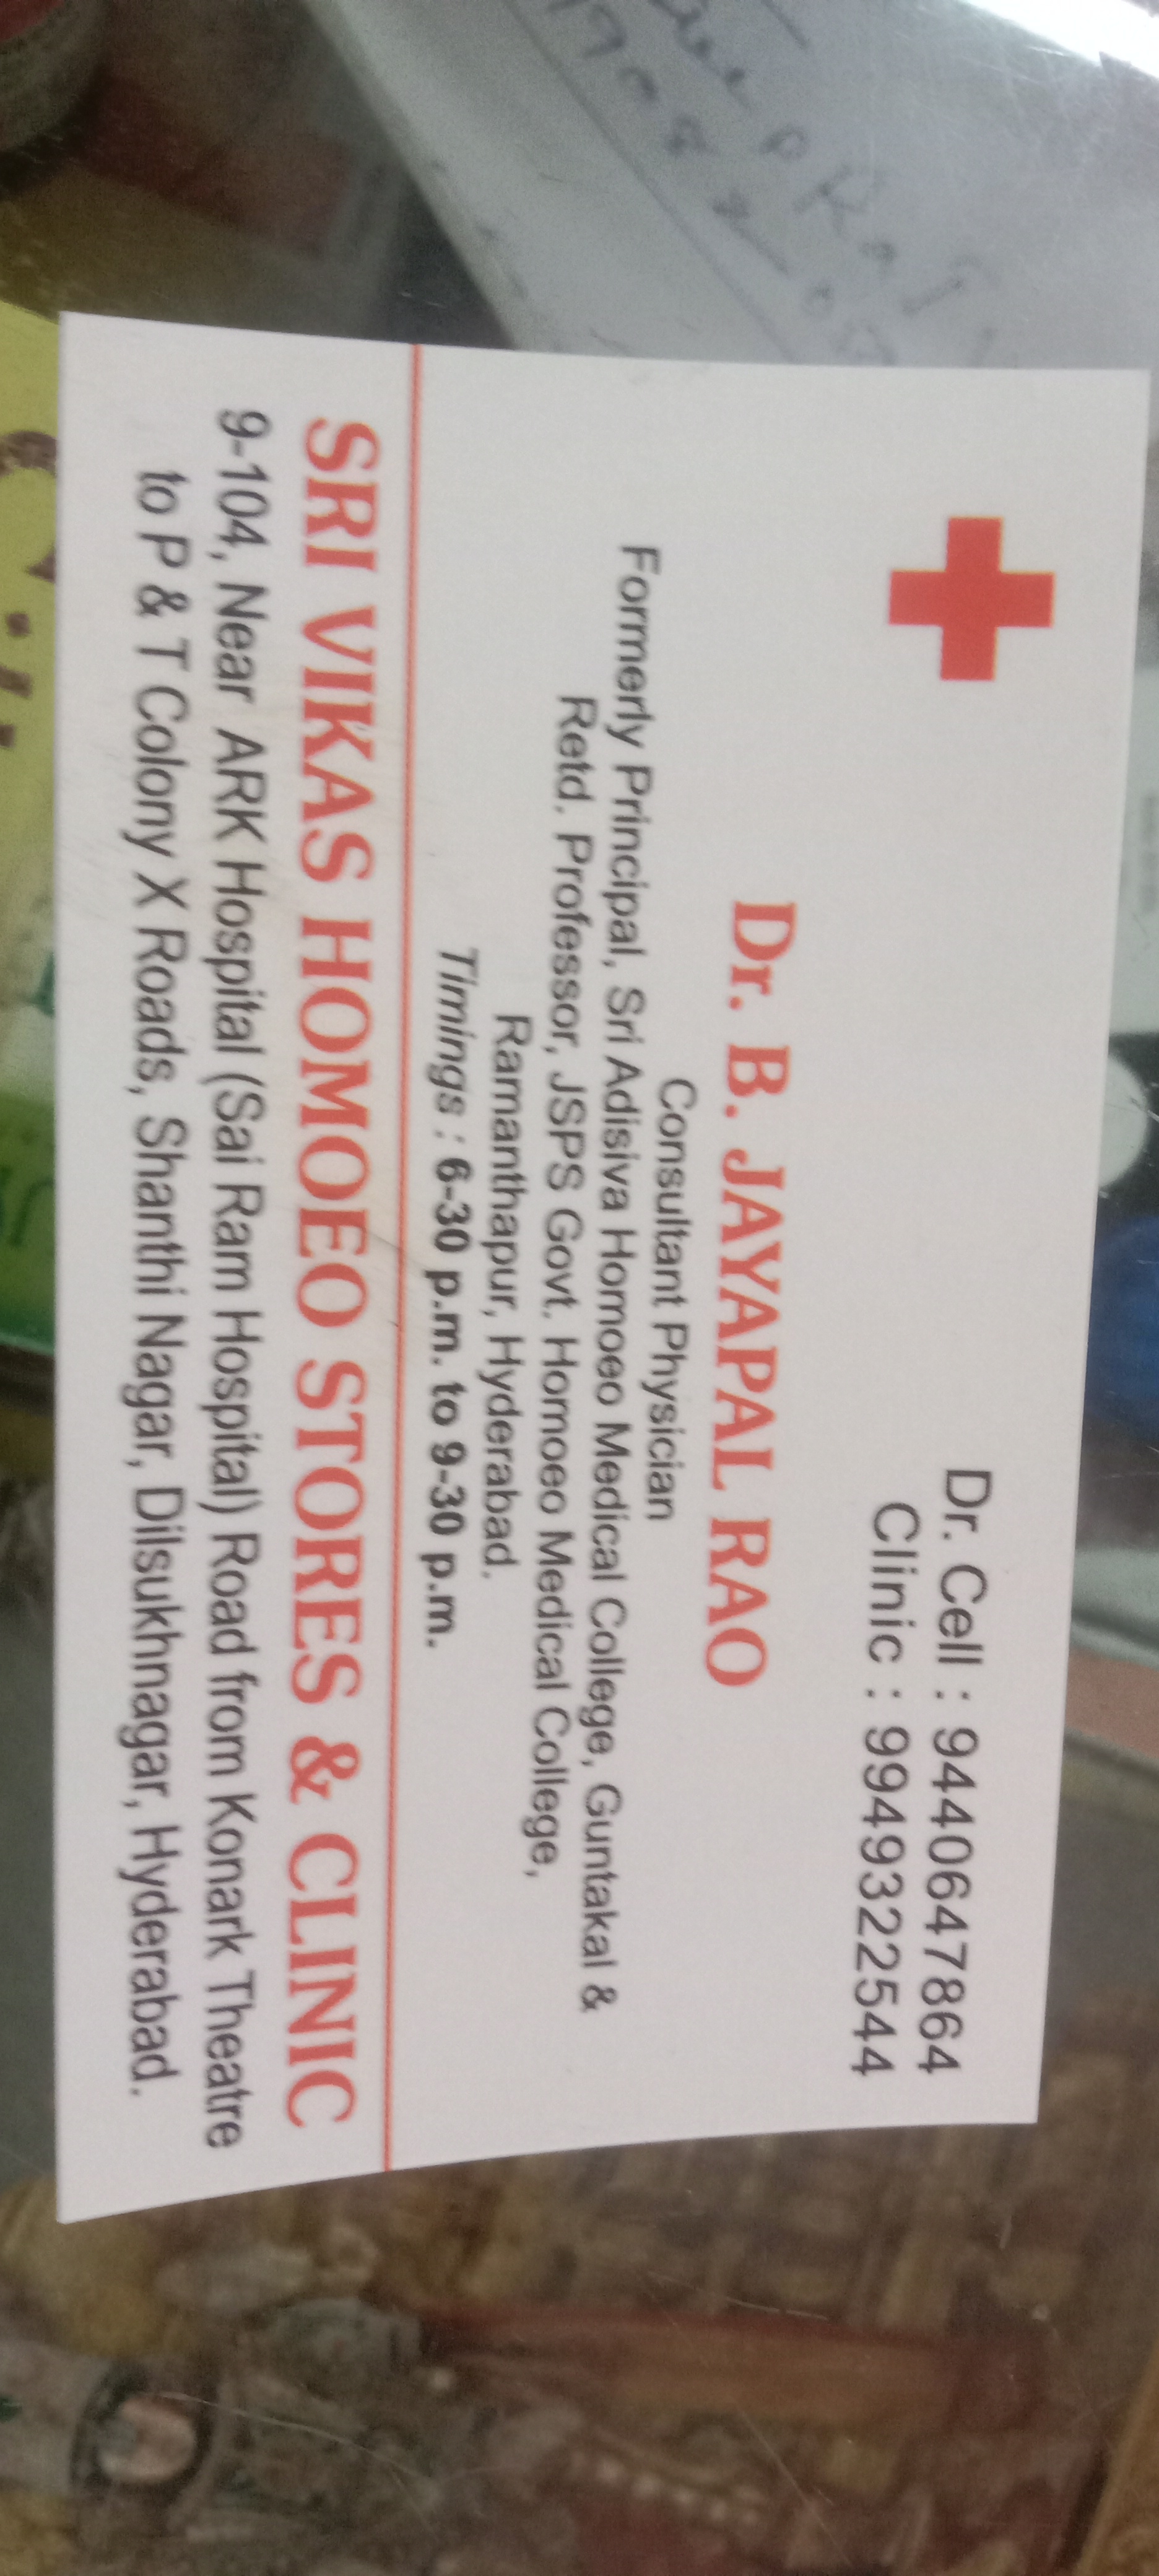 Dr. Cell : 9440647864
Clinic : 9949322544
Dr. B. JAYAPAL RAO
Consultant Physician
Formerly Principal, Sri Adisiva Homoeo Medical College, Guntakal &
Retd. Professor, JSPS Govt. Homoeo Medical College,
Ramanthapur, Hyderabad.
Timings : 6-30 p.m. to 9-30 p.m.
SRI VIKAS HOMOEO STORES & CLINIC
9-104, Near ARK Hospital (Sai Ram Hospital) Road from Konark Theatre
to P & T Colony X Roads, Shanthi Nagar, Dilsukhnagar, Hyderabad.